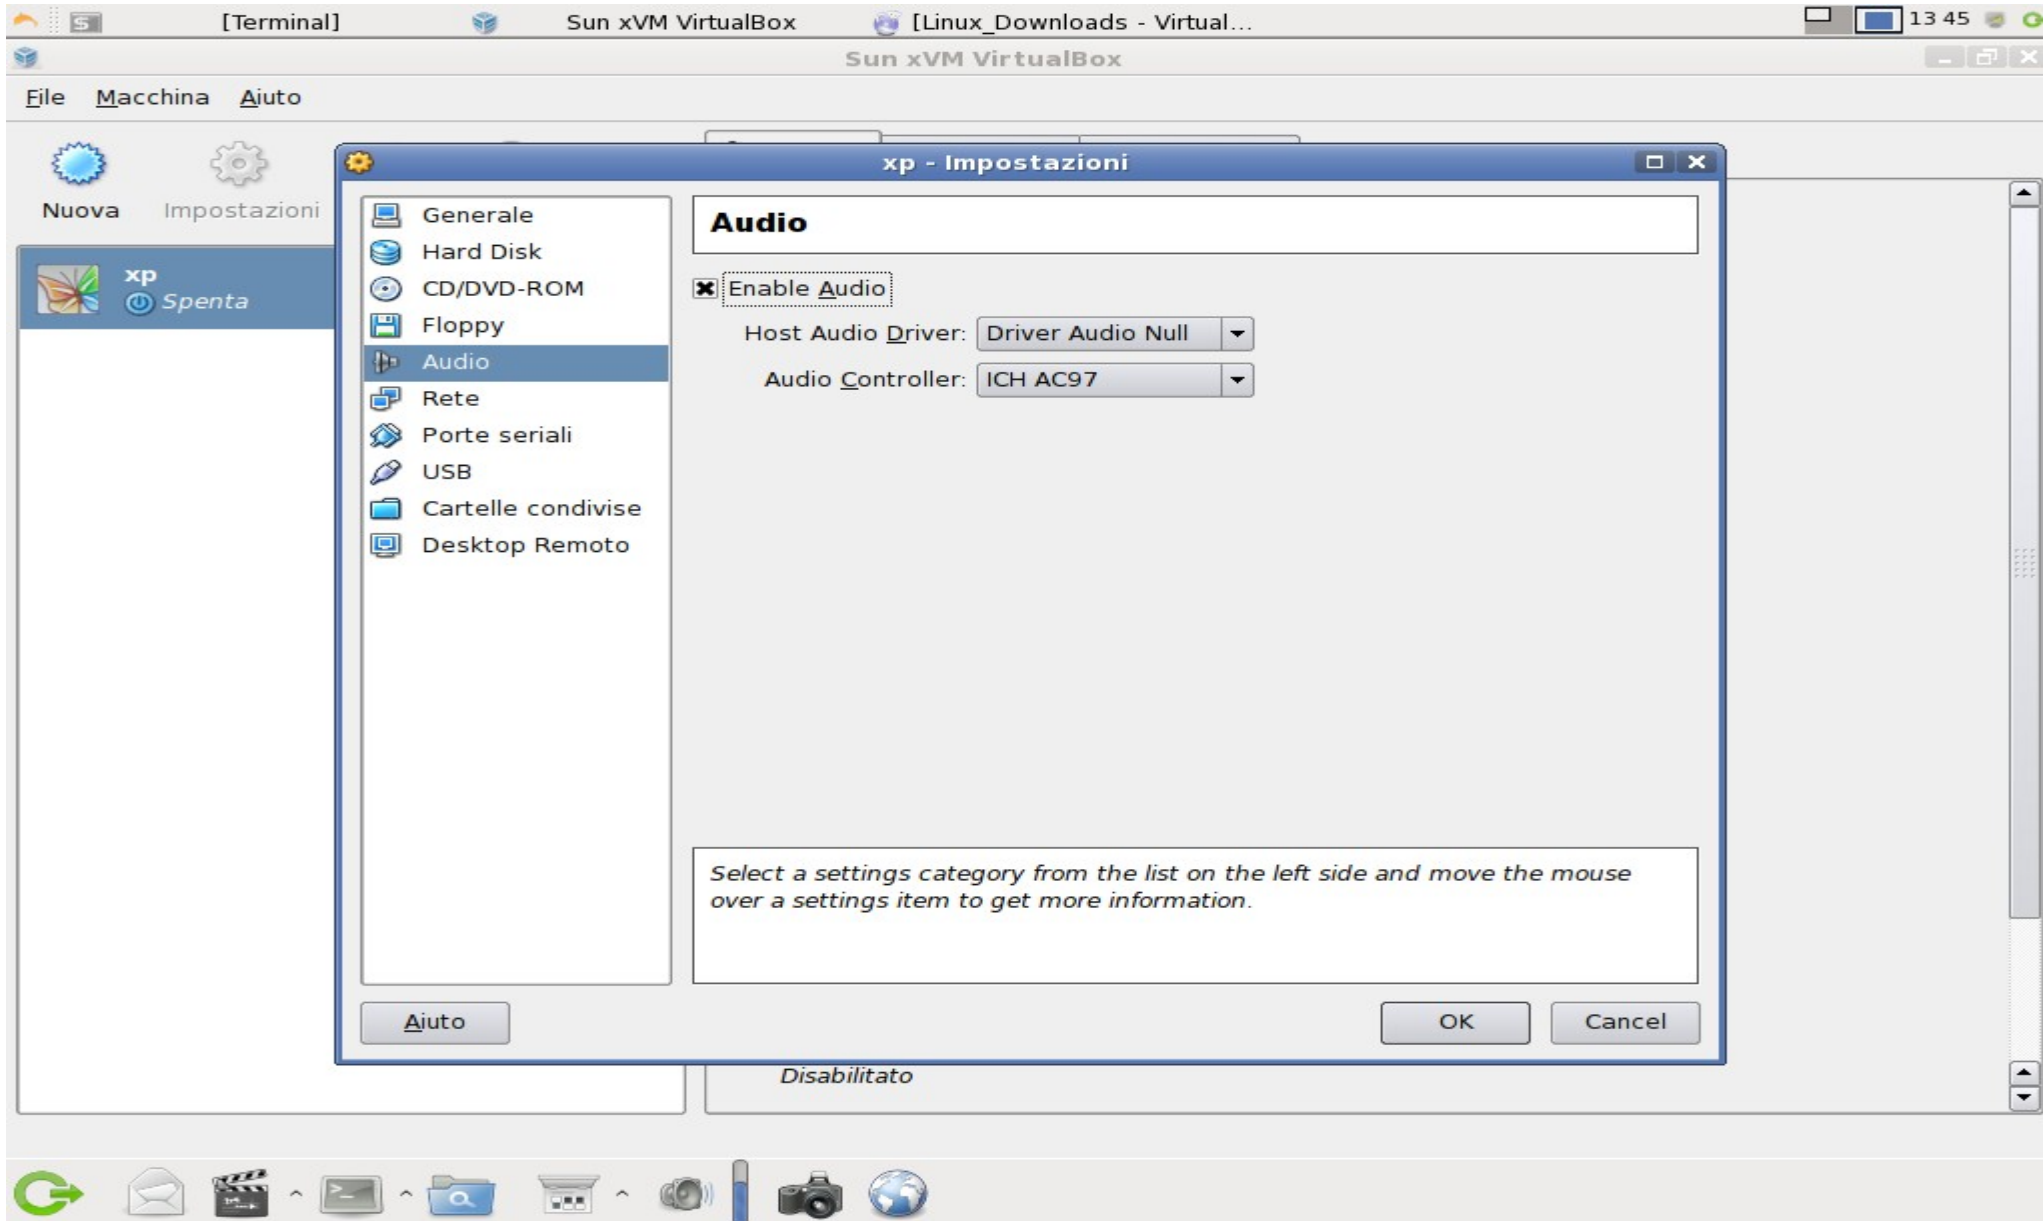 [Terminal] Sun xVM VirtualBox [Linux_Downloads - Virtual... 13 45
Sun xVM VirtualBox
File Macchina Aiuto
xp - Impostazioni
Nuova Impostazioni
xp
Spenta
Generale
Hard Disk
CD/DVD-ROM
Floppy
Audio
Rete
Porte seriali
USB
Cartelle condivise
Desktop Remoto
Audio
Enable Audio
Host Audio Driver: Driver Audio Null
Audio Controller: ICH AC97
Select a settings category from the list on the left side and move the mouse
over a settings item to get more information.
Aiuto OK Cancel
Disabilitato